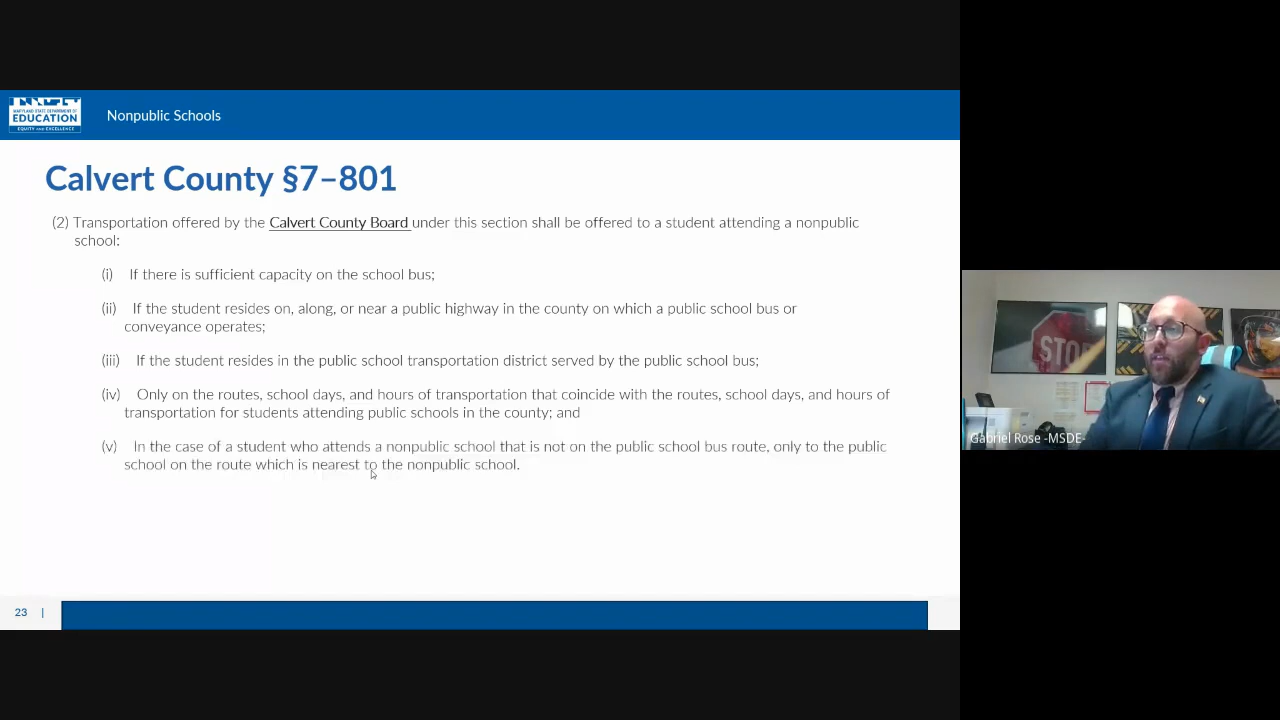 MARYLAND STATE DEPARTMENT OF
EDUCATION
EQUITY AND EXCELLENCE
Nonpublic Schools
Calvert County §7–801
(2) Transportation offered by the Calvert County Board under this section shall be offered to a student attending a nonpublic
school:
(i) If there is sufficient capacity on the school bus;
(ii) If the student resides on, along, or near a public highway in the county on which a public school bus or
conveyance operates;
(iii) If the student resides in the public school transportation district served by the public school bus;
(iv) Only on the routes, school days, and hours of transportation that coincide with the routes, school days, and hours of
transportation for students attending public schools in the county; and
(v) In the case of a student who attends a nonpublic school that is not on the public school bus route, only to the public
school on the route which is nearest to the nonpublic school.
23 |
STOP
Gabriel Rose -MSDE-